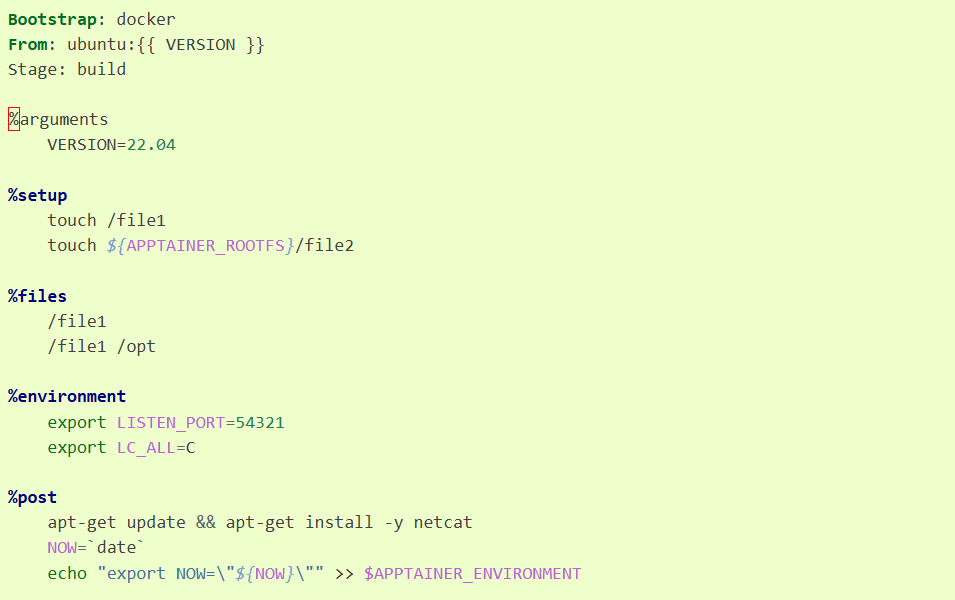 Bootstrap: docker
From: ubuntu:{{ VERSION }}
Stage: build
%arguments
VERSION=22.04
%setup
touch /file1
touch ${APPTAINER_ROOTFS}/file2
%files
/file1
/file1 /opt
%environment
export LISTEN_PORT=54321
export LC_ALL=C
%post
apt-get update && apt-get install -y netcat
NOW=`date`
echo "export NOW=\"${NOW}\"" >> $APPTAINER_ENVIRONMENT